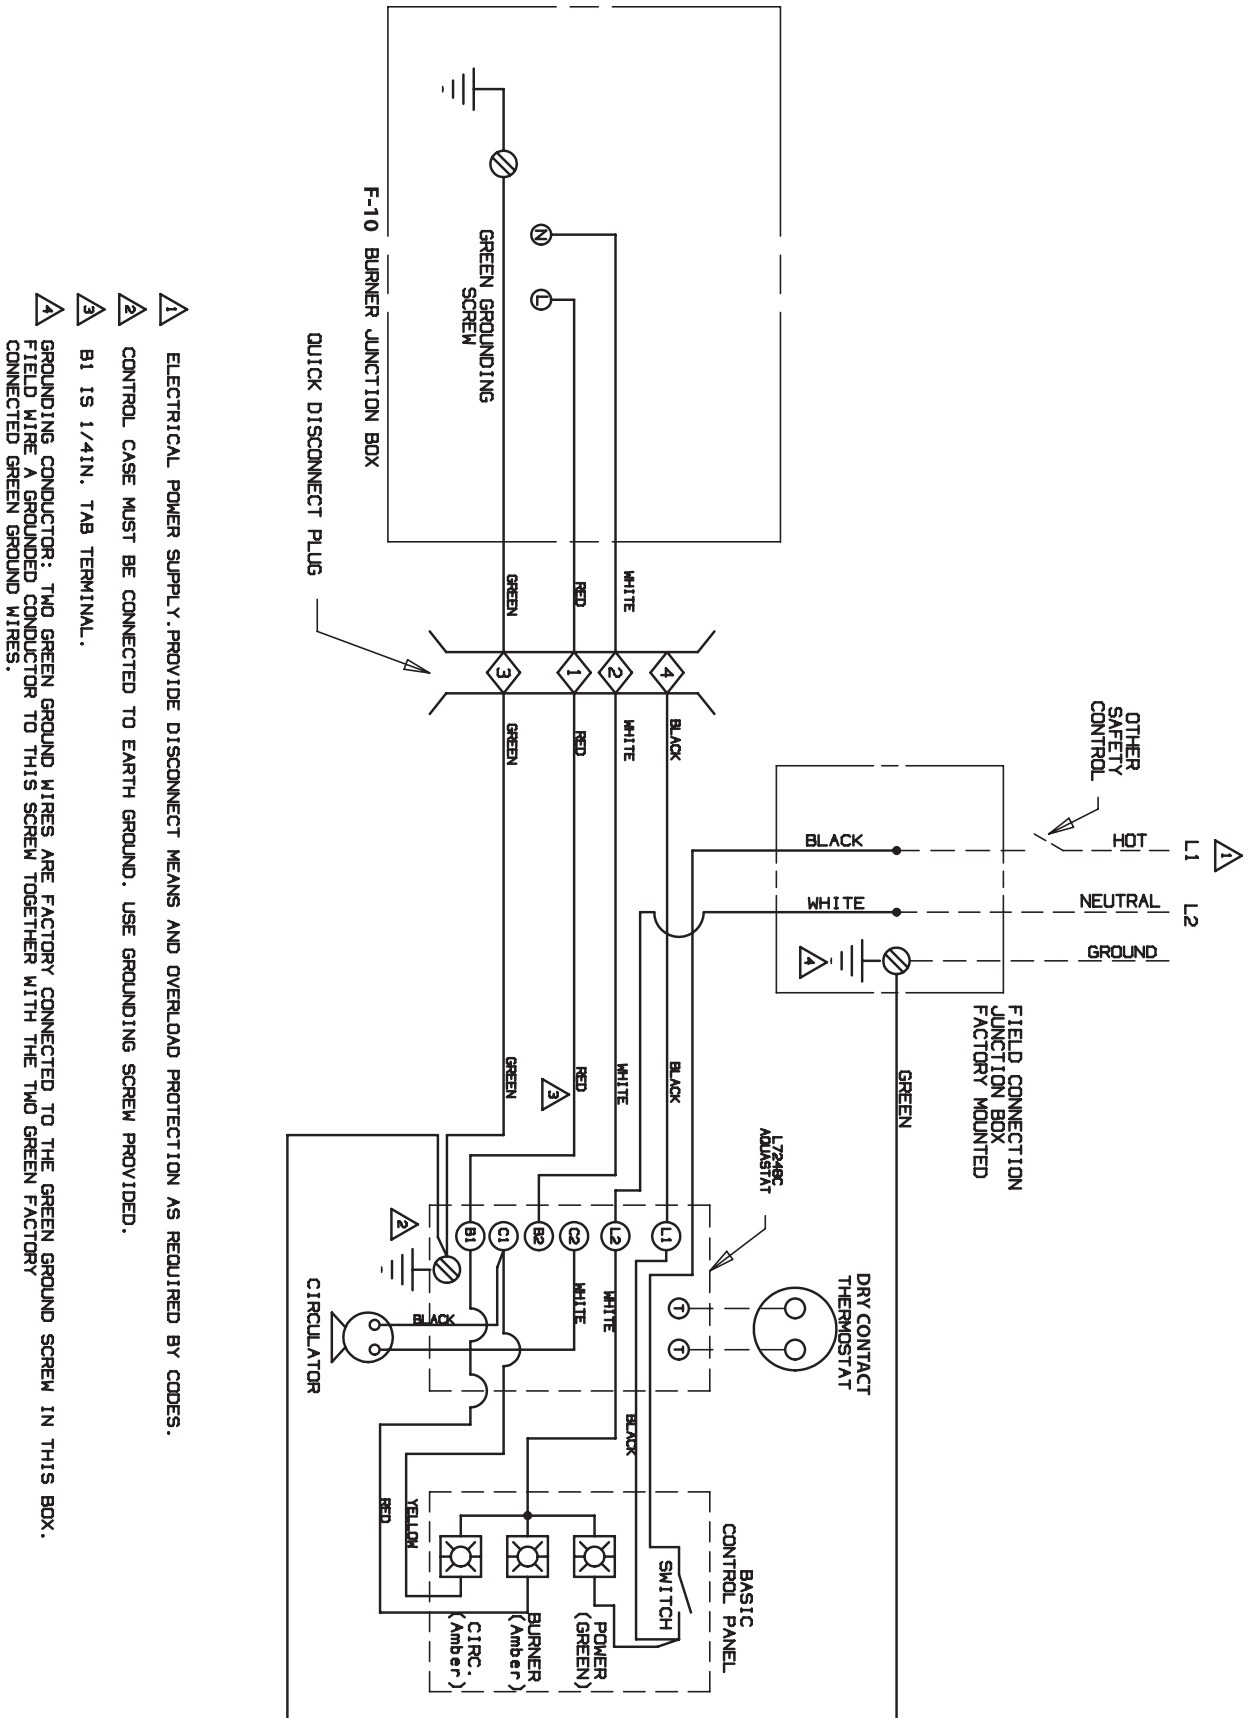 1
L1
L2
HOT
NEUTRAL
GROUND
OTHER
SAFETY
CONTROL
BLACK
WHITE
4
FIELD CONNECTION
JUNCTION BOX
FACTORY MOUNTED
GREEN
F-10 BURNER JUNCTION BOX
GREEN GROUNDING
SCREW
N
L
QUICK DISCONNECT PLUG
WHITE
RED
GREEN
4
2
1
3
BLACK
WHITE
RED
GREEN
BLACK
WHITE
RED
GREEN
3
L7248C
AQUASTAT
DRY CONTACT
THERMOSTAT
T
T
L1
L2
C2
B2
C1
B1
2
WHITE
WHITE
BLACK
BLACK
CIRCULATOR
YELLOW
RED
BASIC
CONTROL PANEL
SWITCH
POWER
(GREEN)
BURNER
(Amber)
CIRC.
(Amber)
1 ELECTRICAL POWER SUPPLY.PROVIDE DISCONNECT MEANS AND OVERLOAD PROTECTION AS REQUIRED BY CODES.
2 CONTROL CASE MUST BE CONNECTED TO EARTH GROUND. USE GROUNDING SCREW PROVIDED.
3 B1 IS 1/4IN. TAB TERMINAL.
4 GROUNDING CONDUCTOR: TWO GREEN GROUND WIRES ARE FACTORY CONNECTED TO THE GREEN GROUND SCREW IN THIS BOX.
FIELD WIRE A GROUNDED CONDUCTOR TO THIS SCREW TOGETHER WITH THE TWO GREEN FACTORY
CONNECTED GREEN GROUND WIRES.